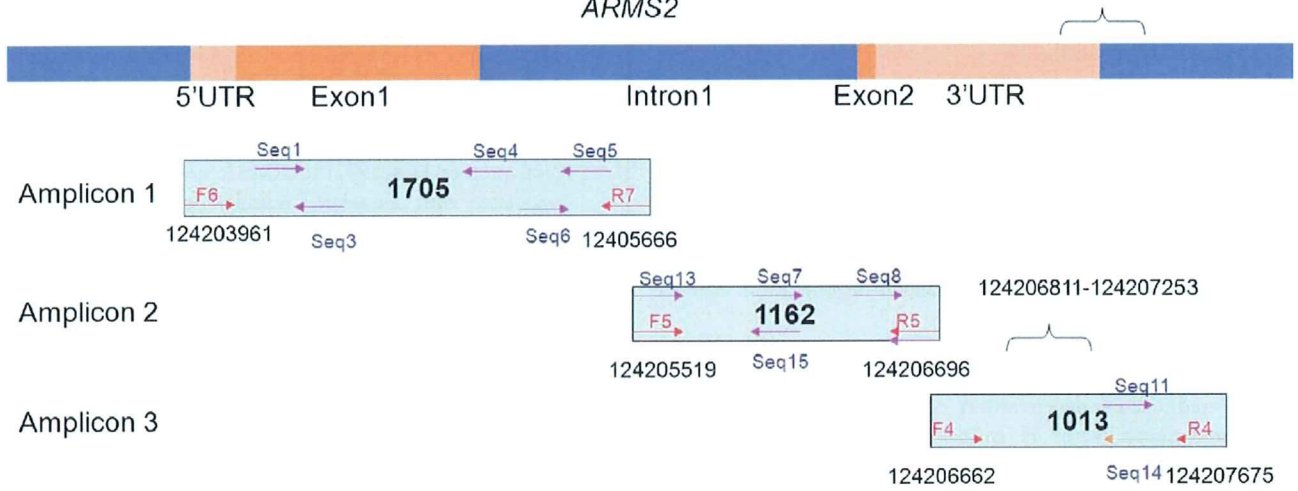 ARMS2
5'UTR Exon1 Intron1 Exon2 3'UTR
Seq1 Seq4 Seq5
Amplicon 1 F6 1705 R7
124203961 Seq3 Seq6 12405666
Seq13 Seq7 Seq8 124206811-124207253
Amplicon 2 F5 1162 R5
124205519 Seq15 124206696
Seq11
Amplicon 3 F4 1013 R4
124206662 Seq14 124207675